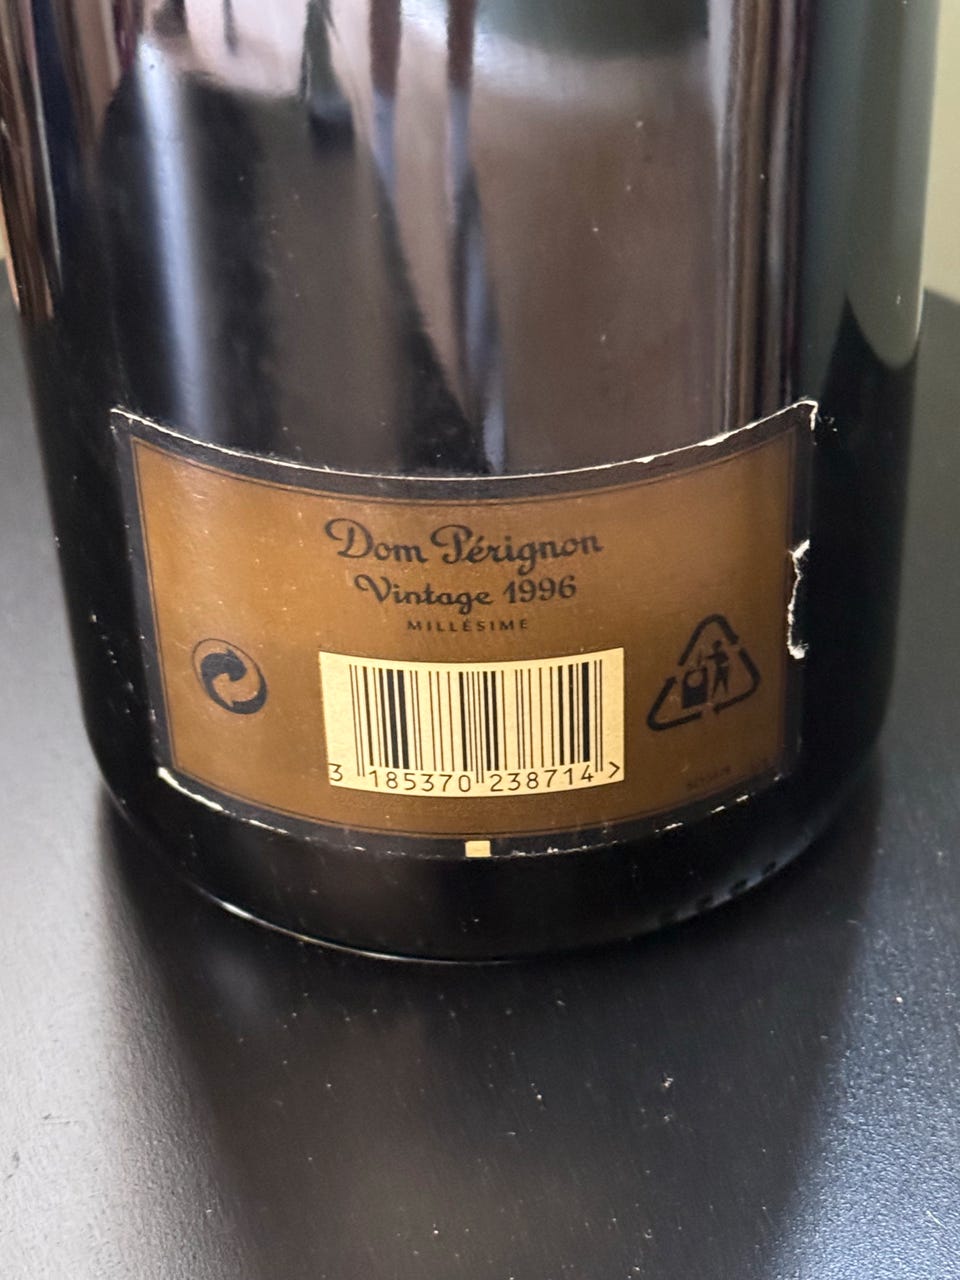 Dom Pérignon
Vintage 1996
MILLÉSIME
3 185370 238714 >